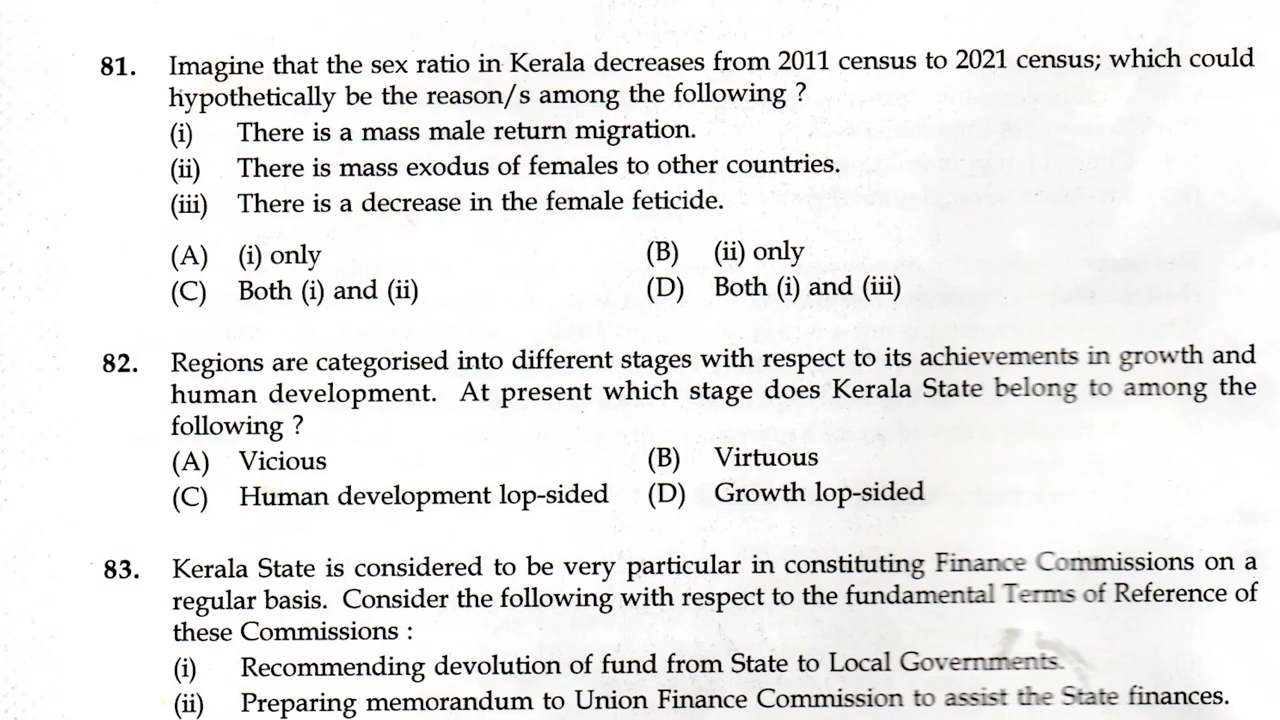 81. Imagine that the sex ratio in Kerala decreases from 2011 census to 2021 census; which could
hypothetically be the reason/s among the following ?
(i) There is a mass male return migration.
(ii) There is mass exodus of females to other countries.
(iii) There is a decrease in the female feticide.
(A) (i) only (B) (ii) only
(C) Both (i) and (ii) (D) Both (i) and (iii)
82. Regions are categorised into different stages with respect to its achievements in growth and
human development. At present which stage does Kerala State belong to among the
following ?
(A) Vicious (B) Virtuous
(C) Human development lop-sided (D) Growth lop-sided
83. Kerala State is considered to be very particular in constituting Finance Commissions on a
regular basis. Consider the following with respect to the fundamental Terms of Reference of
these Commissions :
(i) Recommending devolution of fund from State to Local Governments.
(ii) Preparing memorandum to Union Finance Commission to assist the State finances.